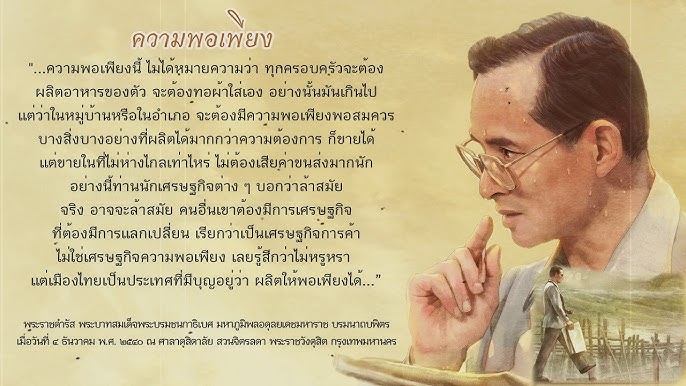 ความพอเพียง
"...ความพอเพียงนี้ ไม่ได้หมายความว่า ทุกครอบครัวจะต้อง
ผลิตอาหารของตัว จะต้องทอผ้าใส่เอง อย่างนั้นมันเกินไป
แต่ว่าในหมู่บ้านหรือในอำเภอ จะต้องมีความพอเพียงพอสมควร
บางสิ่งบางอย่างที่ผลิตได้มากกว่าความต้องการ ก็ขายได้
แต่ขายในที่ไม่ห่างไกลเท่าไหร่ ไม่ต้องเสียค่าขนส่งมากนัก
อย่างนี้ท่านนักเศรษฐกิจต่าง ๆ บอกว่าล้าสมัย
จริง อาจจะล้าสมัย คนอื่นเขาต้องมีการเศรษฐกิจ
ที่ต้องมีการแลกเปลี่ยน เรียกว่าเป็นเศรษฐกิจการค้า
ไม่ใช่เศรษฐกิจความพอเพียง เลยรู้สึกว่าไม่หรูหรา
แต่เมืองไทยเป็นประเทศที่มีบุญอยู่ว่า ผลิตให้พอเพียงได้..."
พระราชดำรัส พระบาทสมเด็จพระบรมชนกาธิเบศ มหาภูมิพลอดุลยเดชมหาราช บรมนาถบพิตร
เมื่อวันที่ ๔ ธันวาคม พ.ศ. ๒๕๔๐ ณ ศาลาดุสิดาลัย สวนจิตรลดา พระราชวังดุสิต กรุงเทพมหานคร